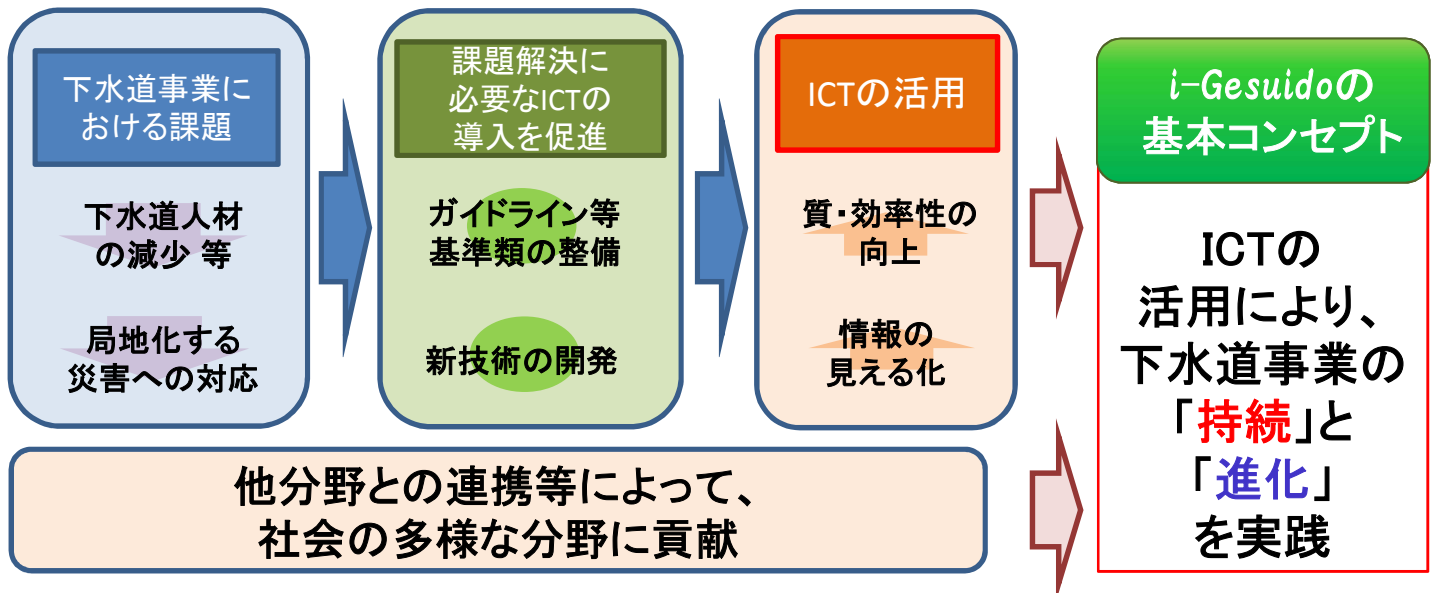 下水道事業に
おける課題
下水道人材
の減少 等
局地化する
災害への対応
課題解決に
必要なICTの
導入を促進
ガイドライン等
基準類の整備
新技術の開発
ICTの活用
質・効率性の
向上
情報の
見える化
他分野との連携等によって、
社会の多様な分野に貢献
i-Gesuidoの
基本コンセプト
ICTの
活用により、
下水道事業の
「持続」と
「進化」
を実践